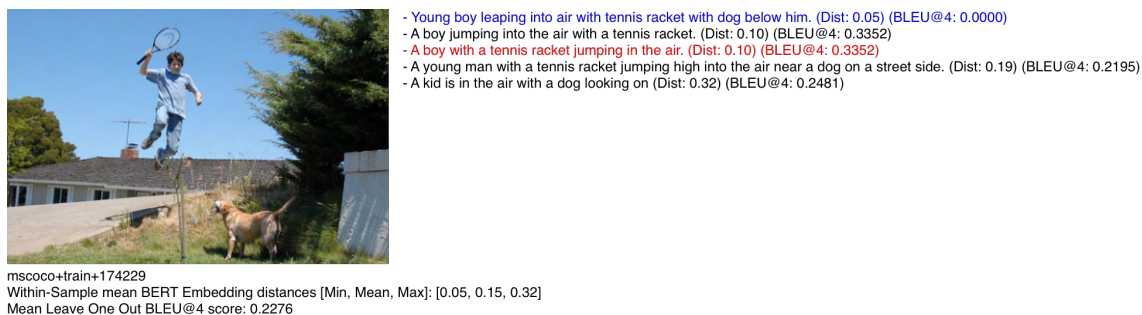 - Young boy leaping into air with tennis racket with dog below him. (Dist: 0.05) (BLEU@4: 0.0000)
- A boy jumping into the air with a tennis racket. (Dist: 0.10) (BLEU@4: 0.3352)
- A boy with a tennis racket jumping in the air. (Dist: 0.10) (BLEU@4: 0.3352)
- A young man with a tennis racket jumping high into the air near a dog on a street side. (Dist: 0.19) (BLEU@4: 0.2195)
- A kid is in the air with a dog looking on (Dist: 0.32) (BLEU@4: 0.2481)
mscoco+train+174229
Within-Sample mean BERT Embedding distances [Min, Mean, Max]: [0.05, 0.15, 0.32]
Mean Leave One Out BLEU@4 score: 0.2276